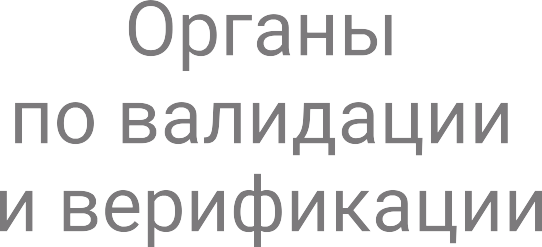 Органы
по валидации
и верификации